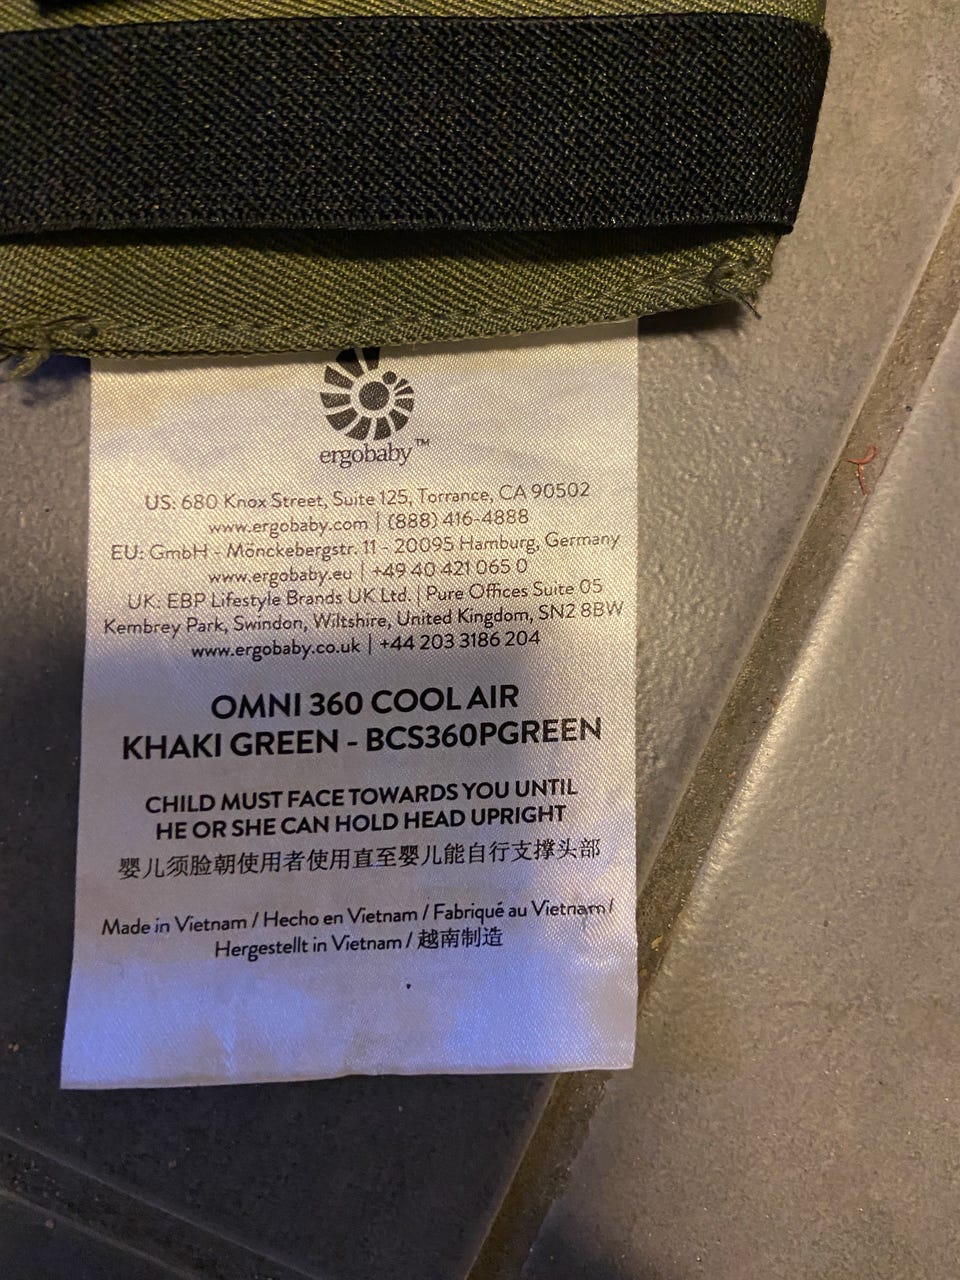 ergobaby™
US: 680 Knox Street, Suite 125, Torrance, CA 90502
www.ergobaby.com | (888) 416-4888
EU: GmbH - Mönckebergstr. 11 - 20095 Hamburg, Germany
www.ergobaby.eu | +49 40 421 065 0
UK: EBP Lifestyle Brands UK Ltd. | Pure Offices Suite 05
Kembrey Park, Swindon, Wiltshire, United Kingdom, SN2 8BW
www.ergobaby.co.uk | +44 203 3186 204
OMNI 360 COOL AIR
KHAKI GREEN - BCS360PGREEN
CHILD MUST FACE TOWARDS YOU UNTIL
HE OR SHE CAN HOLD HEAD UPRIGHT
婴儿须脸朝使用者使用直至婴儿能自行支撑头部
Made in Vietnam / Hecho en Vietnam / Fabriqué au Vietnam /
Hergestellt in Vietnam / 越南制造